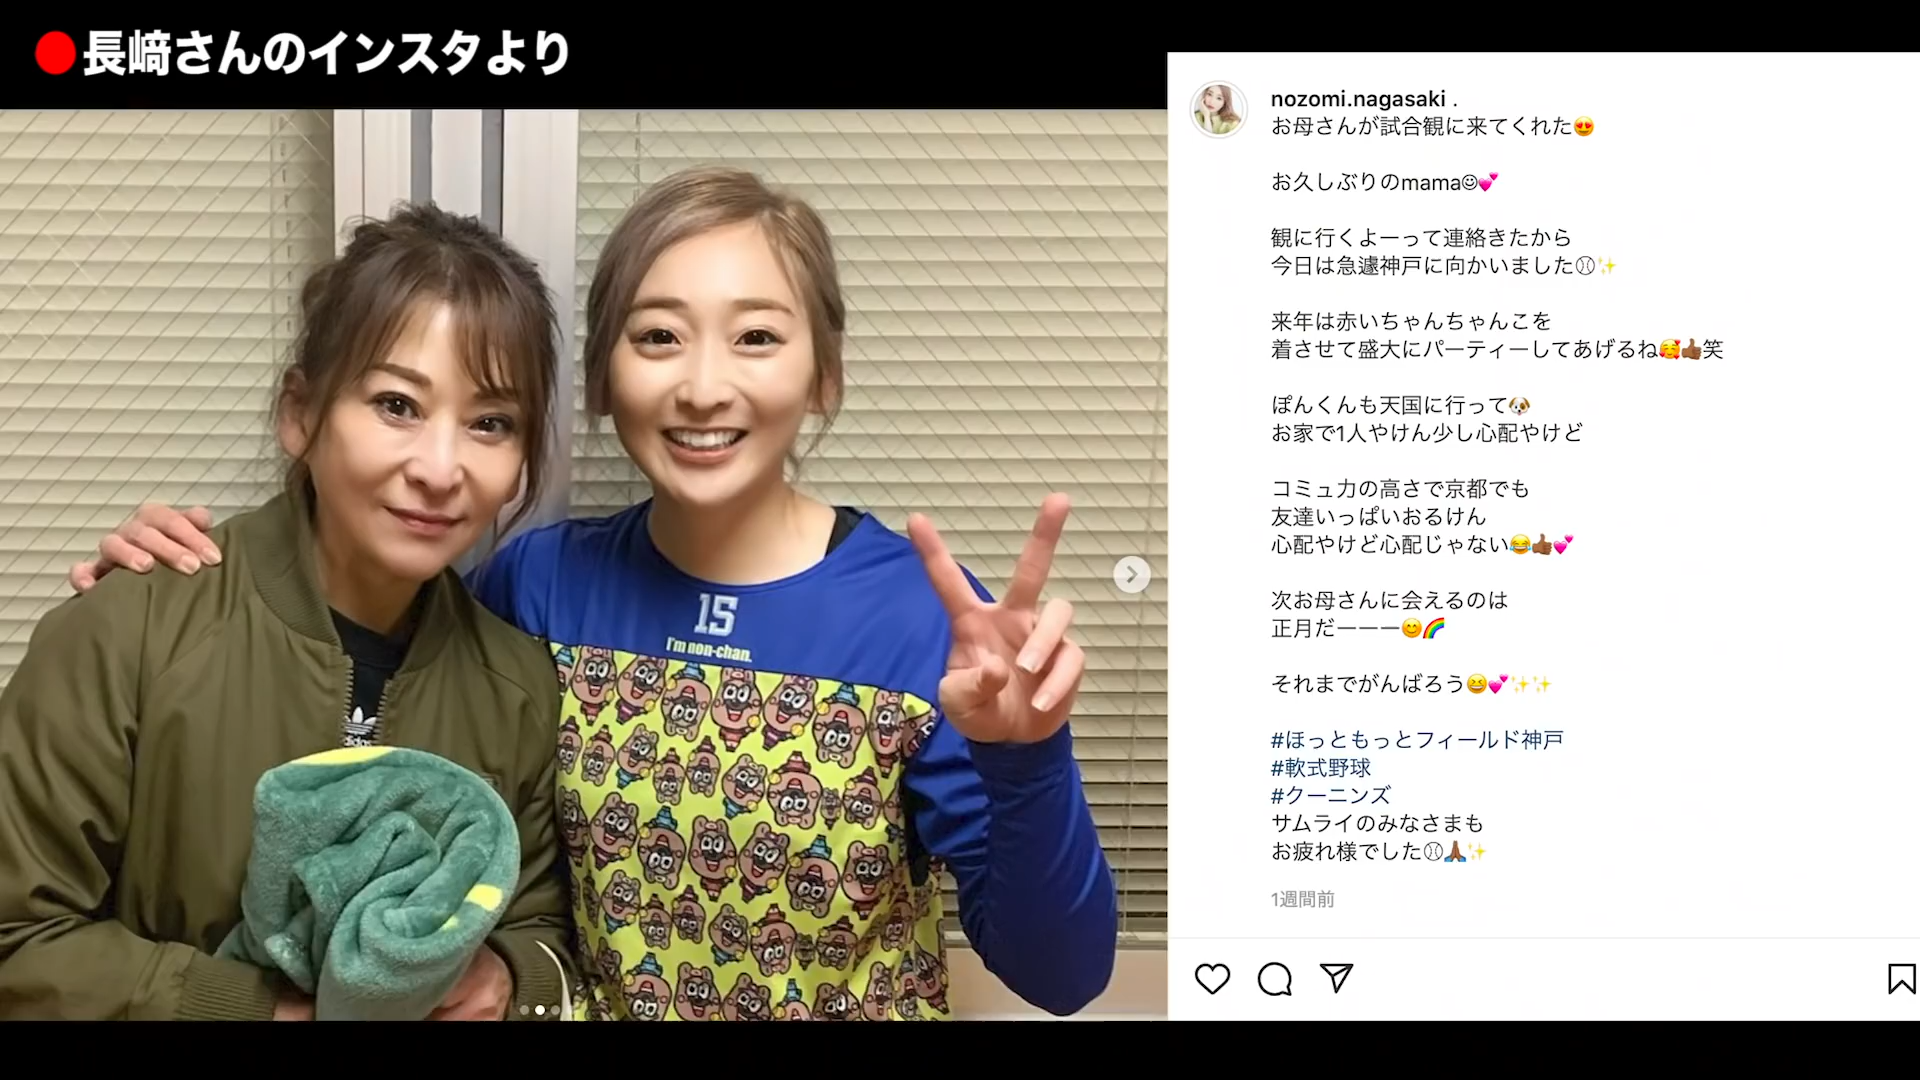 長﨑さんのインスタより
15
I'm non-chan.
adidas
nozomi.nagasaki .
お母さんが試合観に来てくれた😍
お久しぶりのmama☺💕
観に行くよーって連絡きたから
今日は急遽神戸に向かいました⚾✨
来年は赤いちゃんちゃんこを
着させて盛大にパーティーしてあげるね🥰👍🏾笑
ぽんくんも天国に行って🐶
お家で1人やけん少し心配やけど
コミュ力の高さで京都でも
友達いっぱいおるけん
心配やけど心配じゃない😂👍🏾💕
次お母さんに会えるのは
正月だーーー😊🌈
それまでがんばろう😆💕✨✨
#ほっともっとフィールド神戸
#軟式野球
#クーニンズ
サムライのみなさまも
お疲れ様でした⚾🙏🏾✨
1週間前